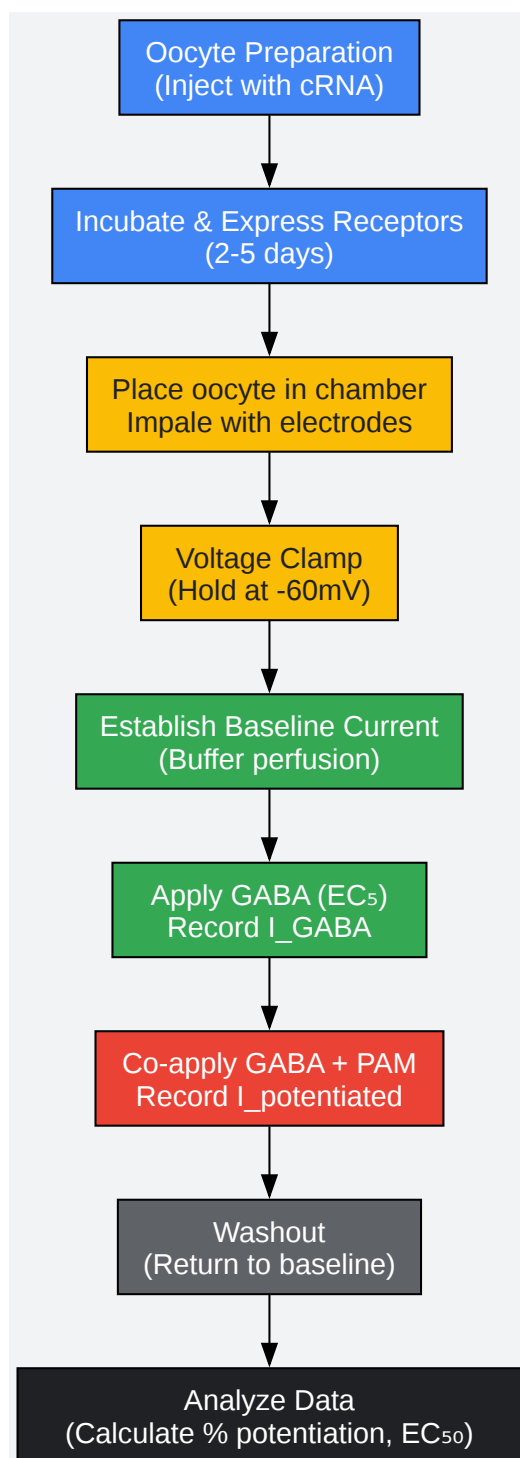 Oocyte Preparation
(Inject with cRNA)
Incubate & Express Receptors
(2-5 days)
Place oocyte in chamber
Impale with electrodes
Voltage Clamp
(Hold at -60mV)
Establish Baseline Current
(Buffer perfusion)
Apply GABA (EC₅)
Record I_GABA
Co-apply GABA + PAM
Record I_potentiated
Washout
(Return to baseline)
Analyze Data
(Calculate % potentiation, EC₅₀)